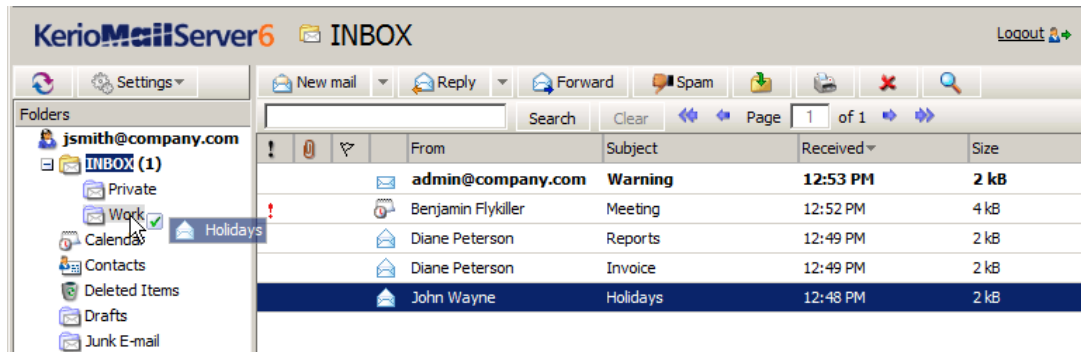 KerioMailServer6 INBOX Logout
Settings New mail Reply Forward Spam
Folders Search Clear Page 1 of 1
jsmith@company.com ! From Subject Received Size
INBOX (1)
Private admin@company.com Warning 12:53 PM 2 kB
Work ! Benjamin Flykiller Meeting 12:52 PM 4 kB
Holidays
Calendar Diane Peterson Reports 12:49 PM 2 kB
Contacts Diane Peterson Invoice 12:49 PM 2 kB
Deleted Items John Wayne Holidays 12:48 PM 2 kB
Drafts
Junk E-mail